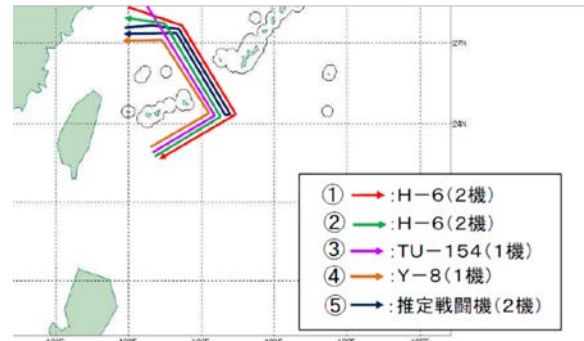 27N
24N
① :H－6(2機)
② :H－6(2機)
③ :TU－154(1機)
④ :Y－8(1機)
⑤ :推定戦闘機(2機)